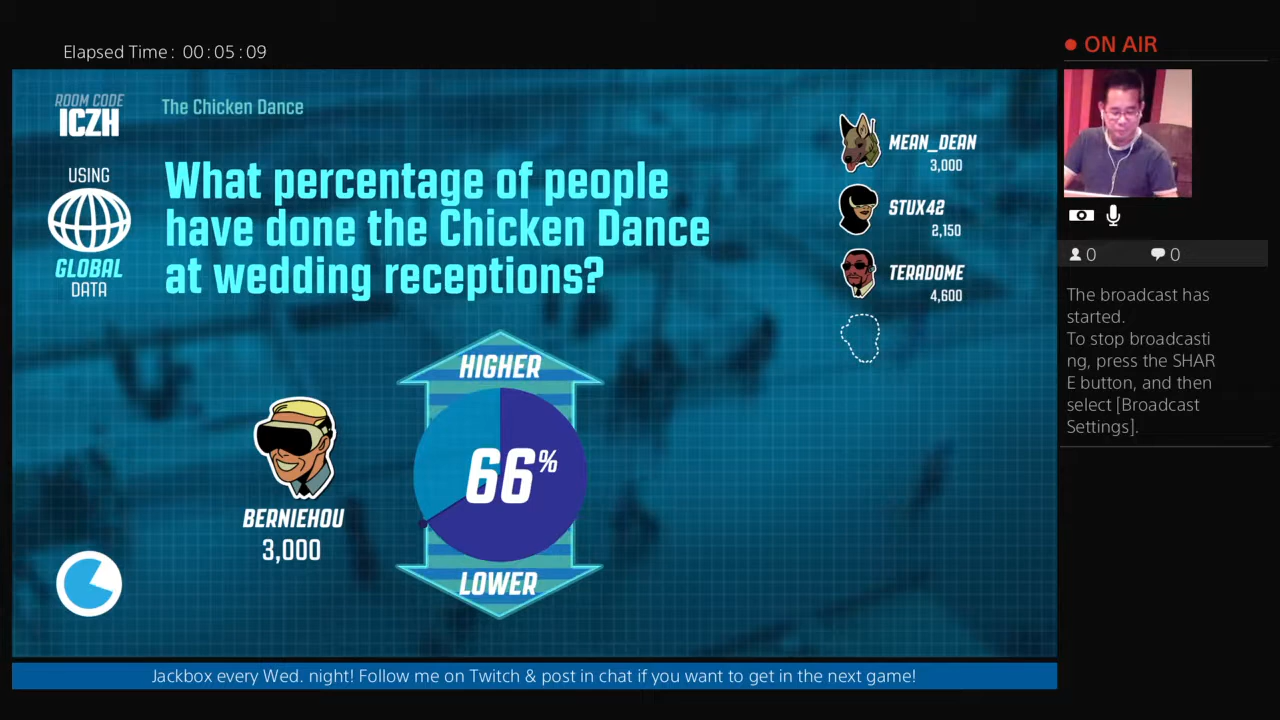 Elapsed Time: 00:05:09
ON AIR
ROOM CODE
ICZH
The Chicken Dance
USING
GLOBAL
DATA
What percentage of people
have done the Chicken Dance
at wedding receptions?
MEAN_DEAN
3,000
STUX42
2,150
TERADOME
4,600
HIGHER
66%
LOWER
BERNIEHOU
3,000
0
0
The broadcast has
started.
To stop broadcasti
ng, press the SHAR
E button, and then
select [Broadcast
Settings].
Jackbox every Wed. night! Follow me on Twitch & post in chat if you want to get in the next game!